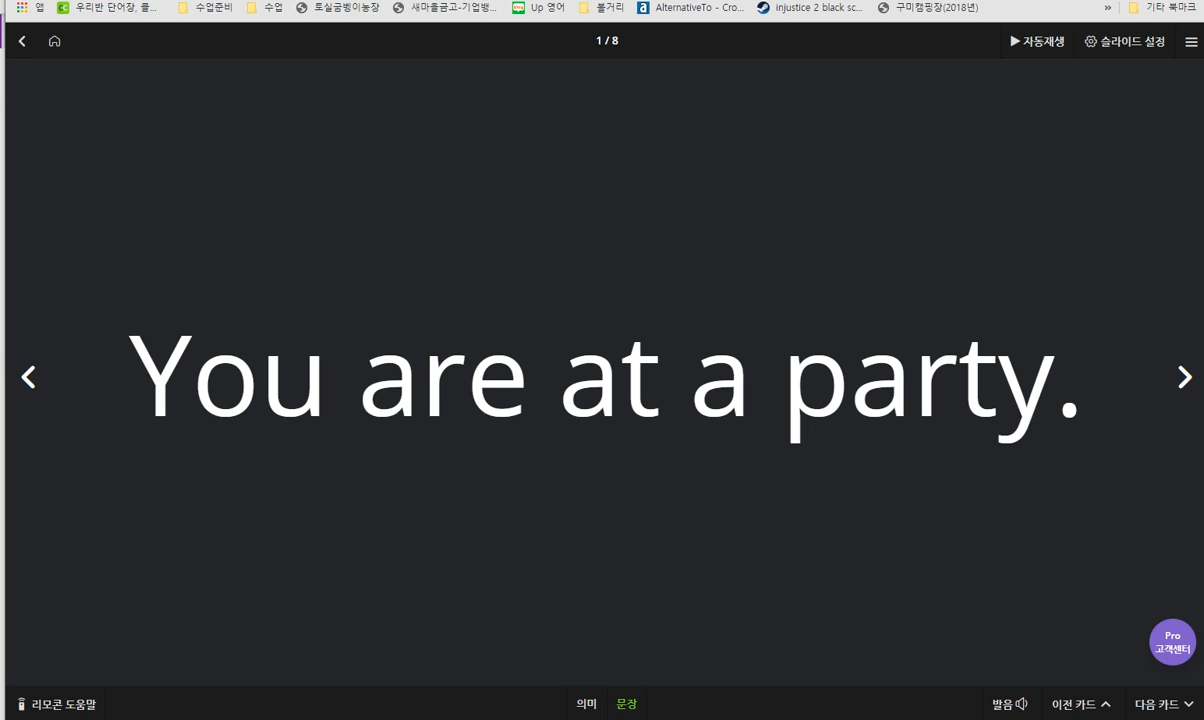 앱 우리반 단어장, 클... 수업준비 수업 토실굼벵이농장 새마을금고-기업뱅... Up 영어 볼거리 AlternativeTo - Cro... injustice 2 black sc... 구미캠핑장(2018년) » 기타 북마크
1 / 8 자동재생 슬라이드 설정
You are at a party.
Pro
고객센터
리모콘 도움말 의미 문장 발음 이전 카드 다음 카드